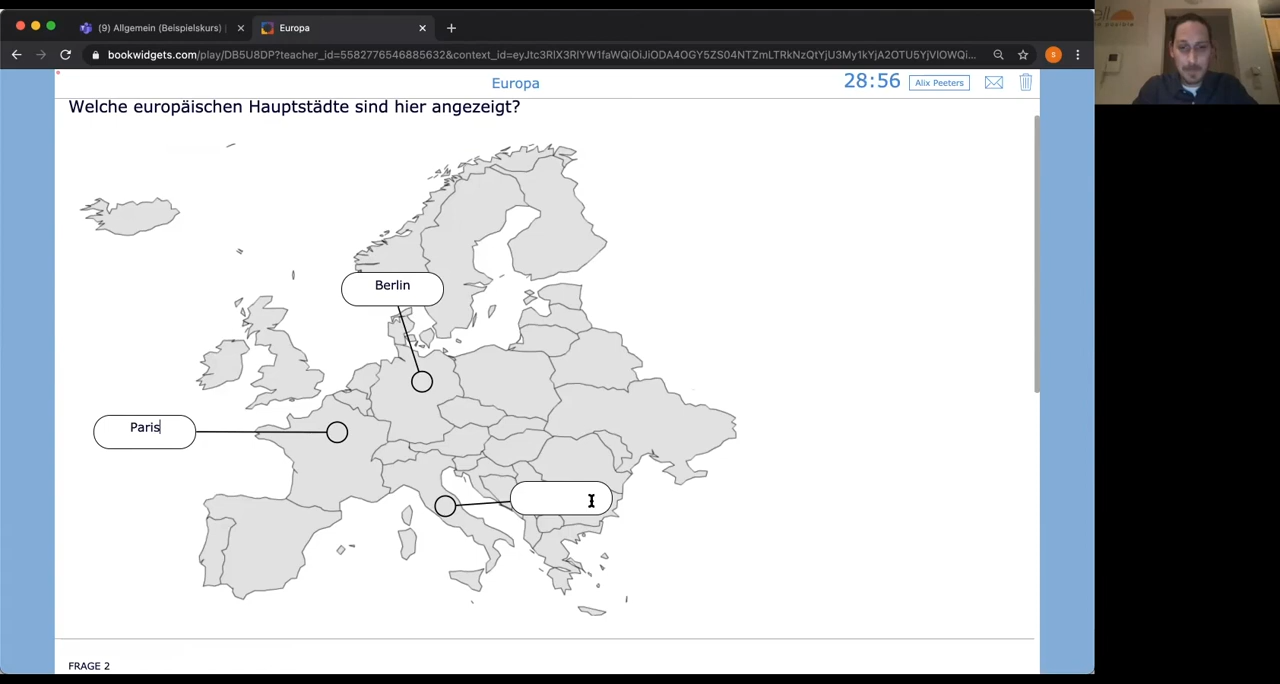 (9) Allgemein (Beispielskurs) |
Europa
bookwidgets.com/play/DB5U8DP?teacher_id=5582776546885632&context_id=eyJtc3RIX3RlYW1faWQiOiJiODA4OGY5ZS04NTZmLTRkNzQtYjU3My1kYjA2OTU5YjVlOWQi...
S
Europa
28:56
Alix Peeters
Welche europäischen Hauptstädte sind hier angezeigt?
Berlin
Paris
FRAGE 2